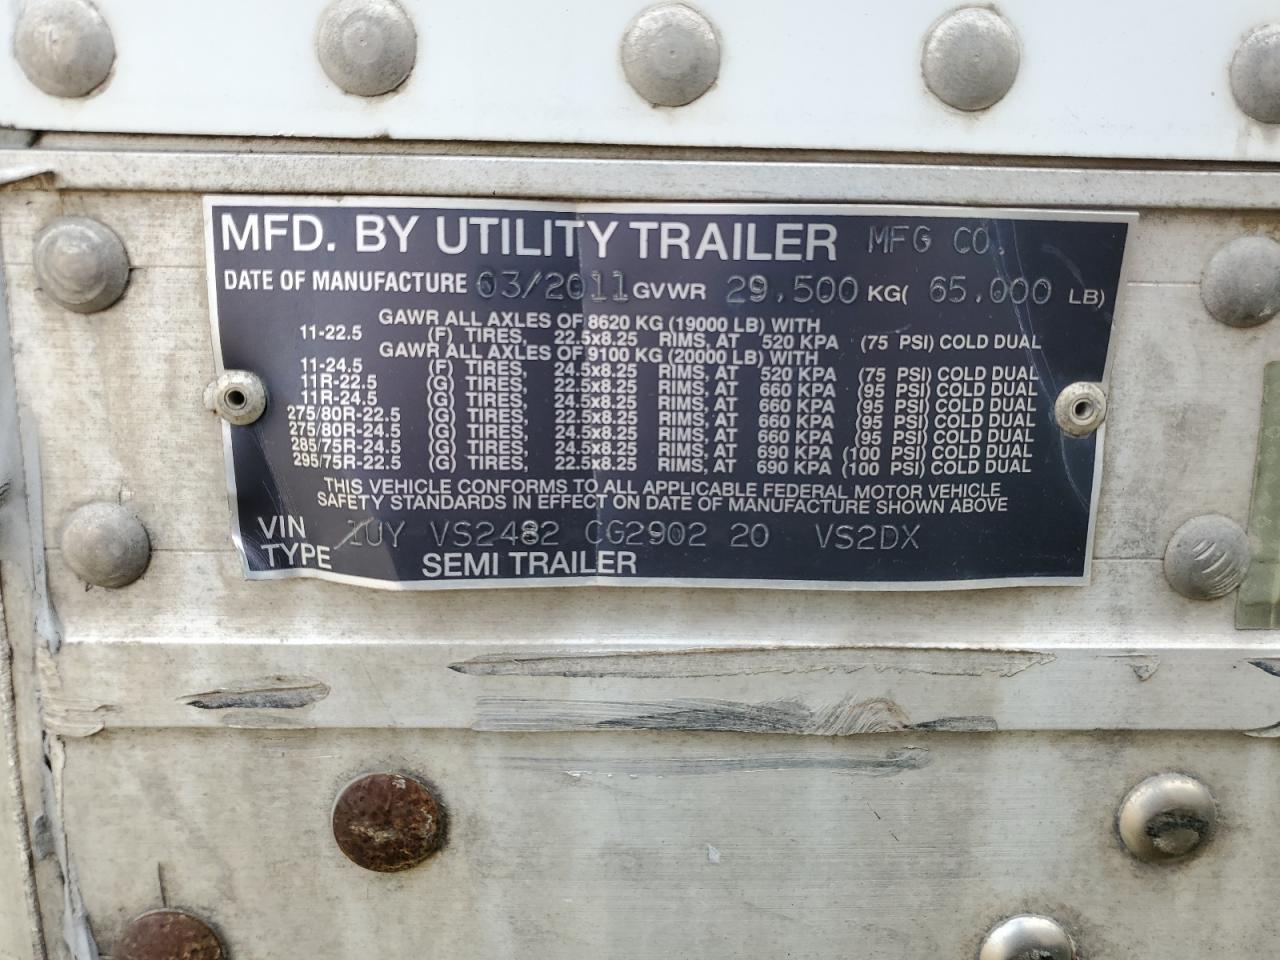 MFD. BY UTILITY TRAILER MFG CO.
DATE OF MANUFACTURE 03/2011 GVWR 29,500 KG( 65,000 LB)
GAWR ALL AXLES OF 8620 KG (19000 LB) WITH
11-22.5 (F) TIRES, 22.5x8.25 RIMS, AT 520 KPA (75 PSI) COLD DUAL
GAWR ALL AXLES OF 9100 KG (20000 LB) WITH
11-24.5 (F) TIRES, 24.5x8.25 RIMS, AT 520 KPA (75 PSI) COLD DUAL
11R-22.5 (G) TIRES, 22.5x8.25 RIMS, AT 660 KPA (95 PSI) COLD DUAL
11R-24.5 (G) TIRES, 24.5x8.25 RIMS, AT 660 KPA (95 PSI) COLD DUAL
275/80R-22.5 (G) TIRES, 22.5x8.25 RIMS, AT 660 KPA (95 PSI) COLD DUAL
275/80R-24.5 (G) TIRES, 24.5x8.25 RIMS, AT 660 KPA (95 PSI) COLD DUAL
285/75R-24.5 (G) TIRES, 24.5x8.25 RIMS, AT 690 KPA (100 PSI) COLD DUAL
295/75R-22.5 (G) TIRES, 22.5x8.25 RIMS, AT 690 KPA (100 PSI) COLD DUAL
THIS VEHICLE CONFORMS TO ALL APPLICABLE FEDERAL MOTOR VEHICLE
SAFETY STANDARDS IN EFFECT ON DATE OF MANUFACTURE SHOWN ABOVE
VIN 1UY VS2482 CG2902 20 VS2DX
TYPE SEMI TRAILER